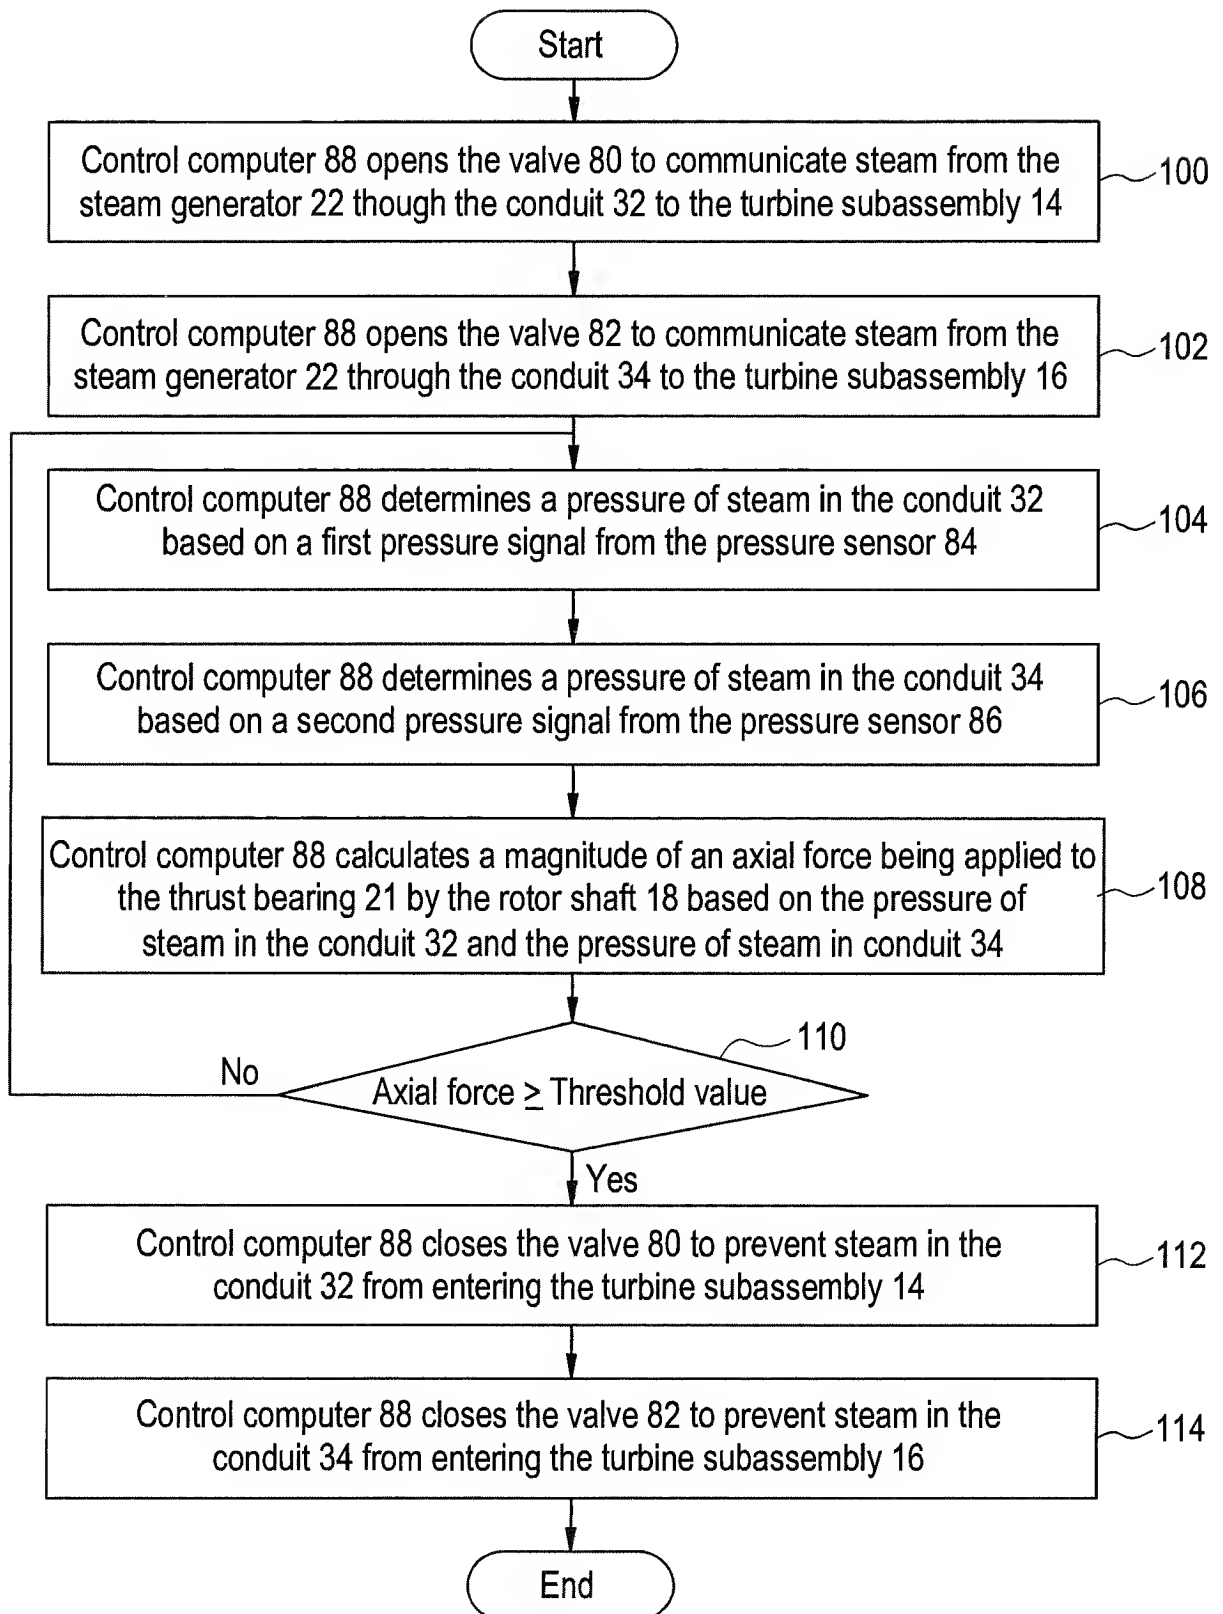 Start
Control computer 88 opens the valve 80 to communicate steam from the
steam generator 22 though the conduit 32 to the turbine subassembly 14
100
Control computer 88 opens the valve 82 to communicate steam from the
steam generator 22 through the conduit 34 to the turbine subassembly 16
102
Control computer 88 determines a pressure of steam in the conduit 32
based on a first pressure signal from the pressure sensor 84
104
Control computer 88 determines a pressure of steam in the conduit 34
based on a second pressure signal from the pressure sensor 86
106
Control computer 88 calculates a magnitude of an axial force being applied to
the thrust bearing 21 by the rotor shaft 18 based on the pressure of
steam in the conduit 32 and the pressure of steam in conduit 34
108
110
No
Axial force ≥ Threshold value
Yes
Control computer 88 closes the valve 80 to prevent steam in the
conduit 32 from entering the turbine subassembly 14
112
Control computer 88 closes the valve 82 to prevent steam in the
conduit 34 from entering the turbine subassembly 16
114
End